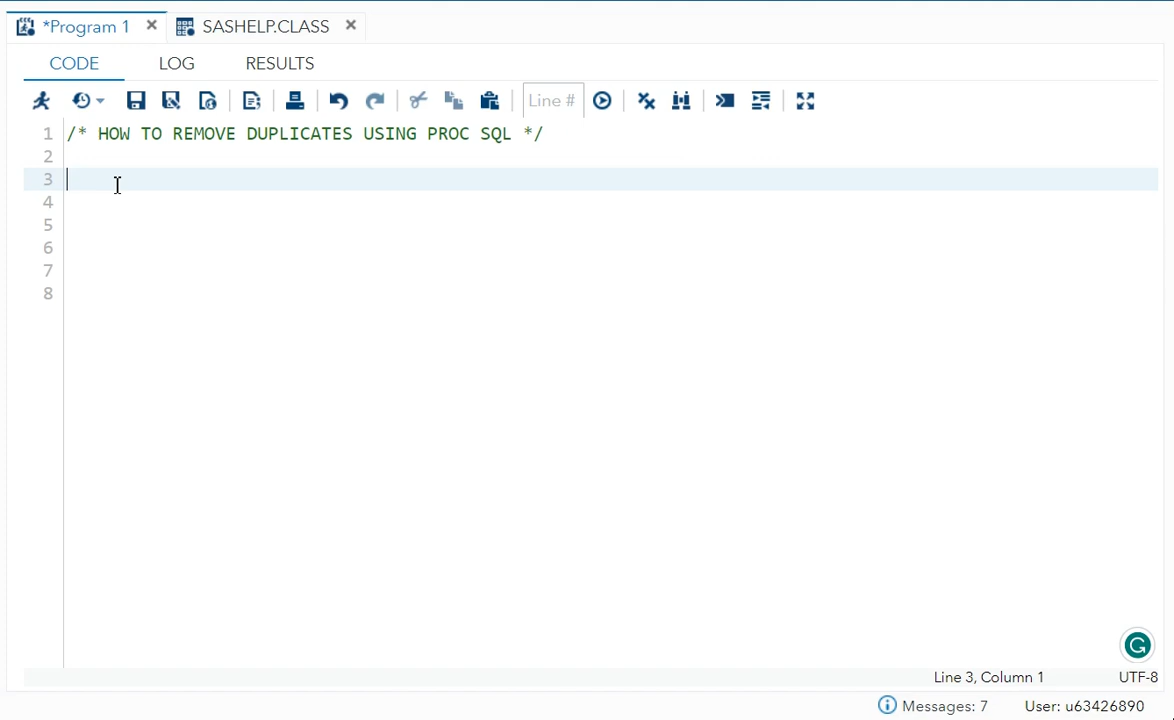 *Program 1 × SASHELP.CLASS ×
CODE LOG RESULTS
Line #
1 /* HOW TO REMOVE DUPLICATES USING PROC SQL */
2
3
4
5
6
7
8
Line 3, Column 1 UTF-8
Messages: 7 User: u63426890